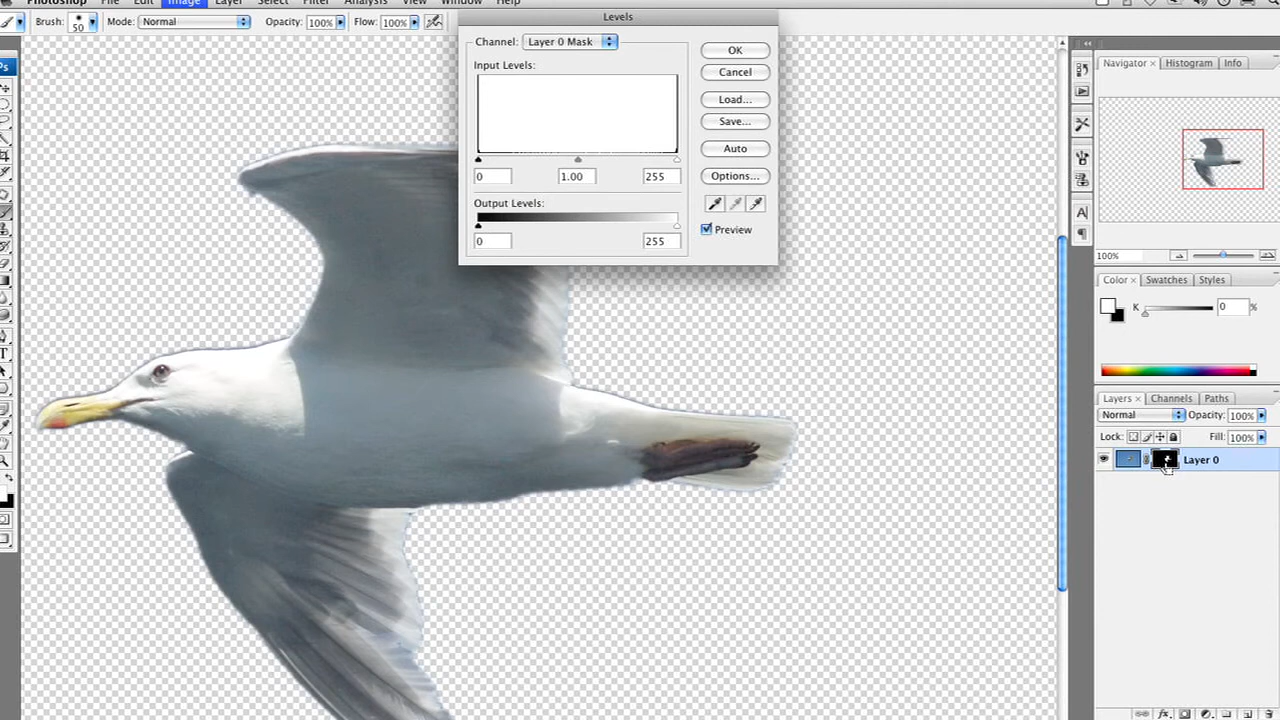 Photoshop File Edit Image Layer Select Filter Analysis View Window Help
Brush: 50 Mode: Normal Opacity: 100% Flow: 100%
Levels
Channel: Layer 0 Mask
Input Levels:
0 1.00 255
Output Levels:
0 255
OK
Cancel
Load...
Save...
Auto
Options...
Preview
Navigator × Histogram Info
100%
Color × Swatches Styles
K 0 %
Layers × Channels Paths
Normal Opacity: 100%
Lock: Fill: 100%
Layer 0